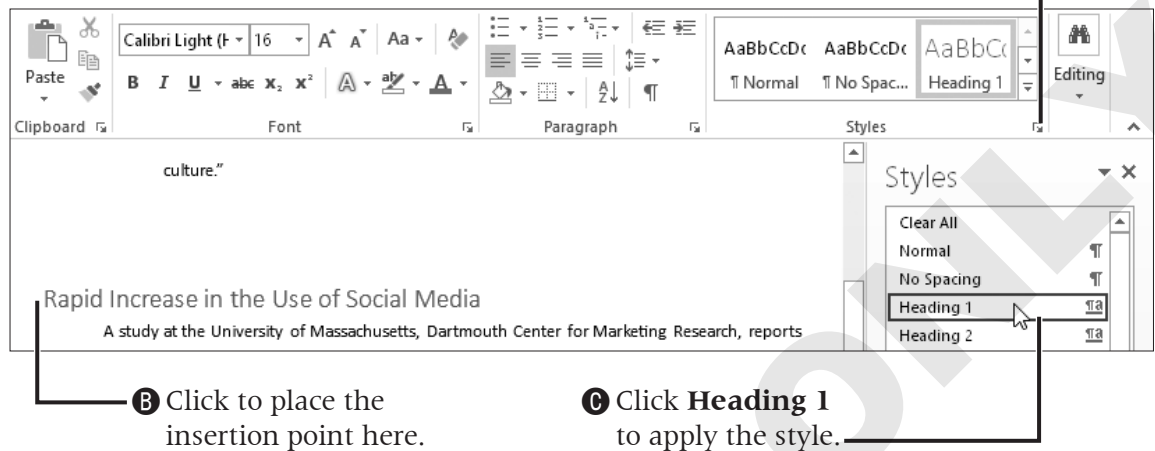 Calibri Light (H 16 A A Aa
AaBbCcDc AaBbCcDc AaBbCc
Paste
B I U abc X₂ X² A aby A
A Z
¶
¶ Normal ¶ No Spac... Heading 1
Editing
Clipboard Font Paragraph Styles
culture.”
Styles
Clear All
Normal ¶
No Spacing ¶
Rapid Increase in the Use of Social Media
Heading 1 ¶a
A study at the University of Massachusetts, Dartmouth Center for Marketing Research, reports
Heading 2 ¶a
B Click to place the
insertion point here.
C Click Heading 1
to apply the style.
ONLY